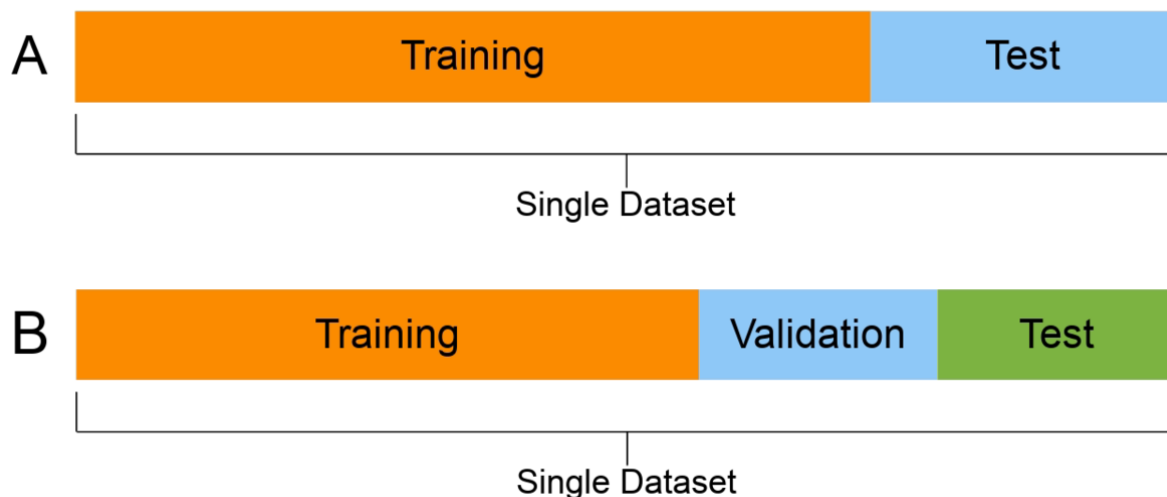 A Training Test
Single Dataset
B Training Validation Test
Single Dataset